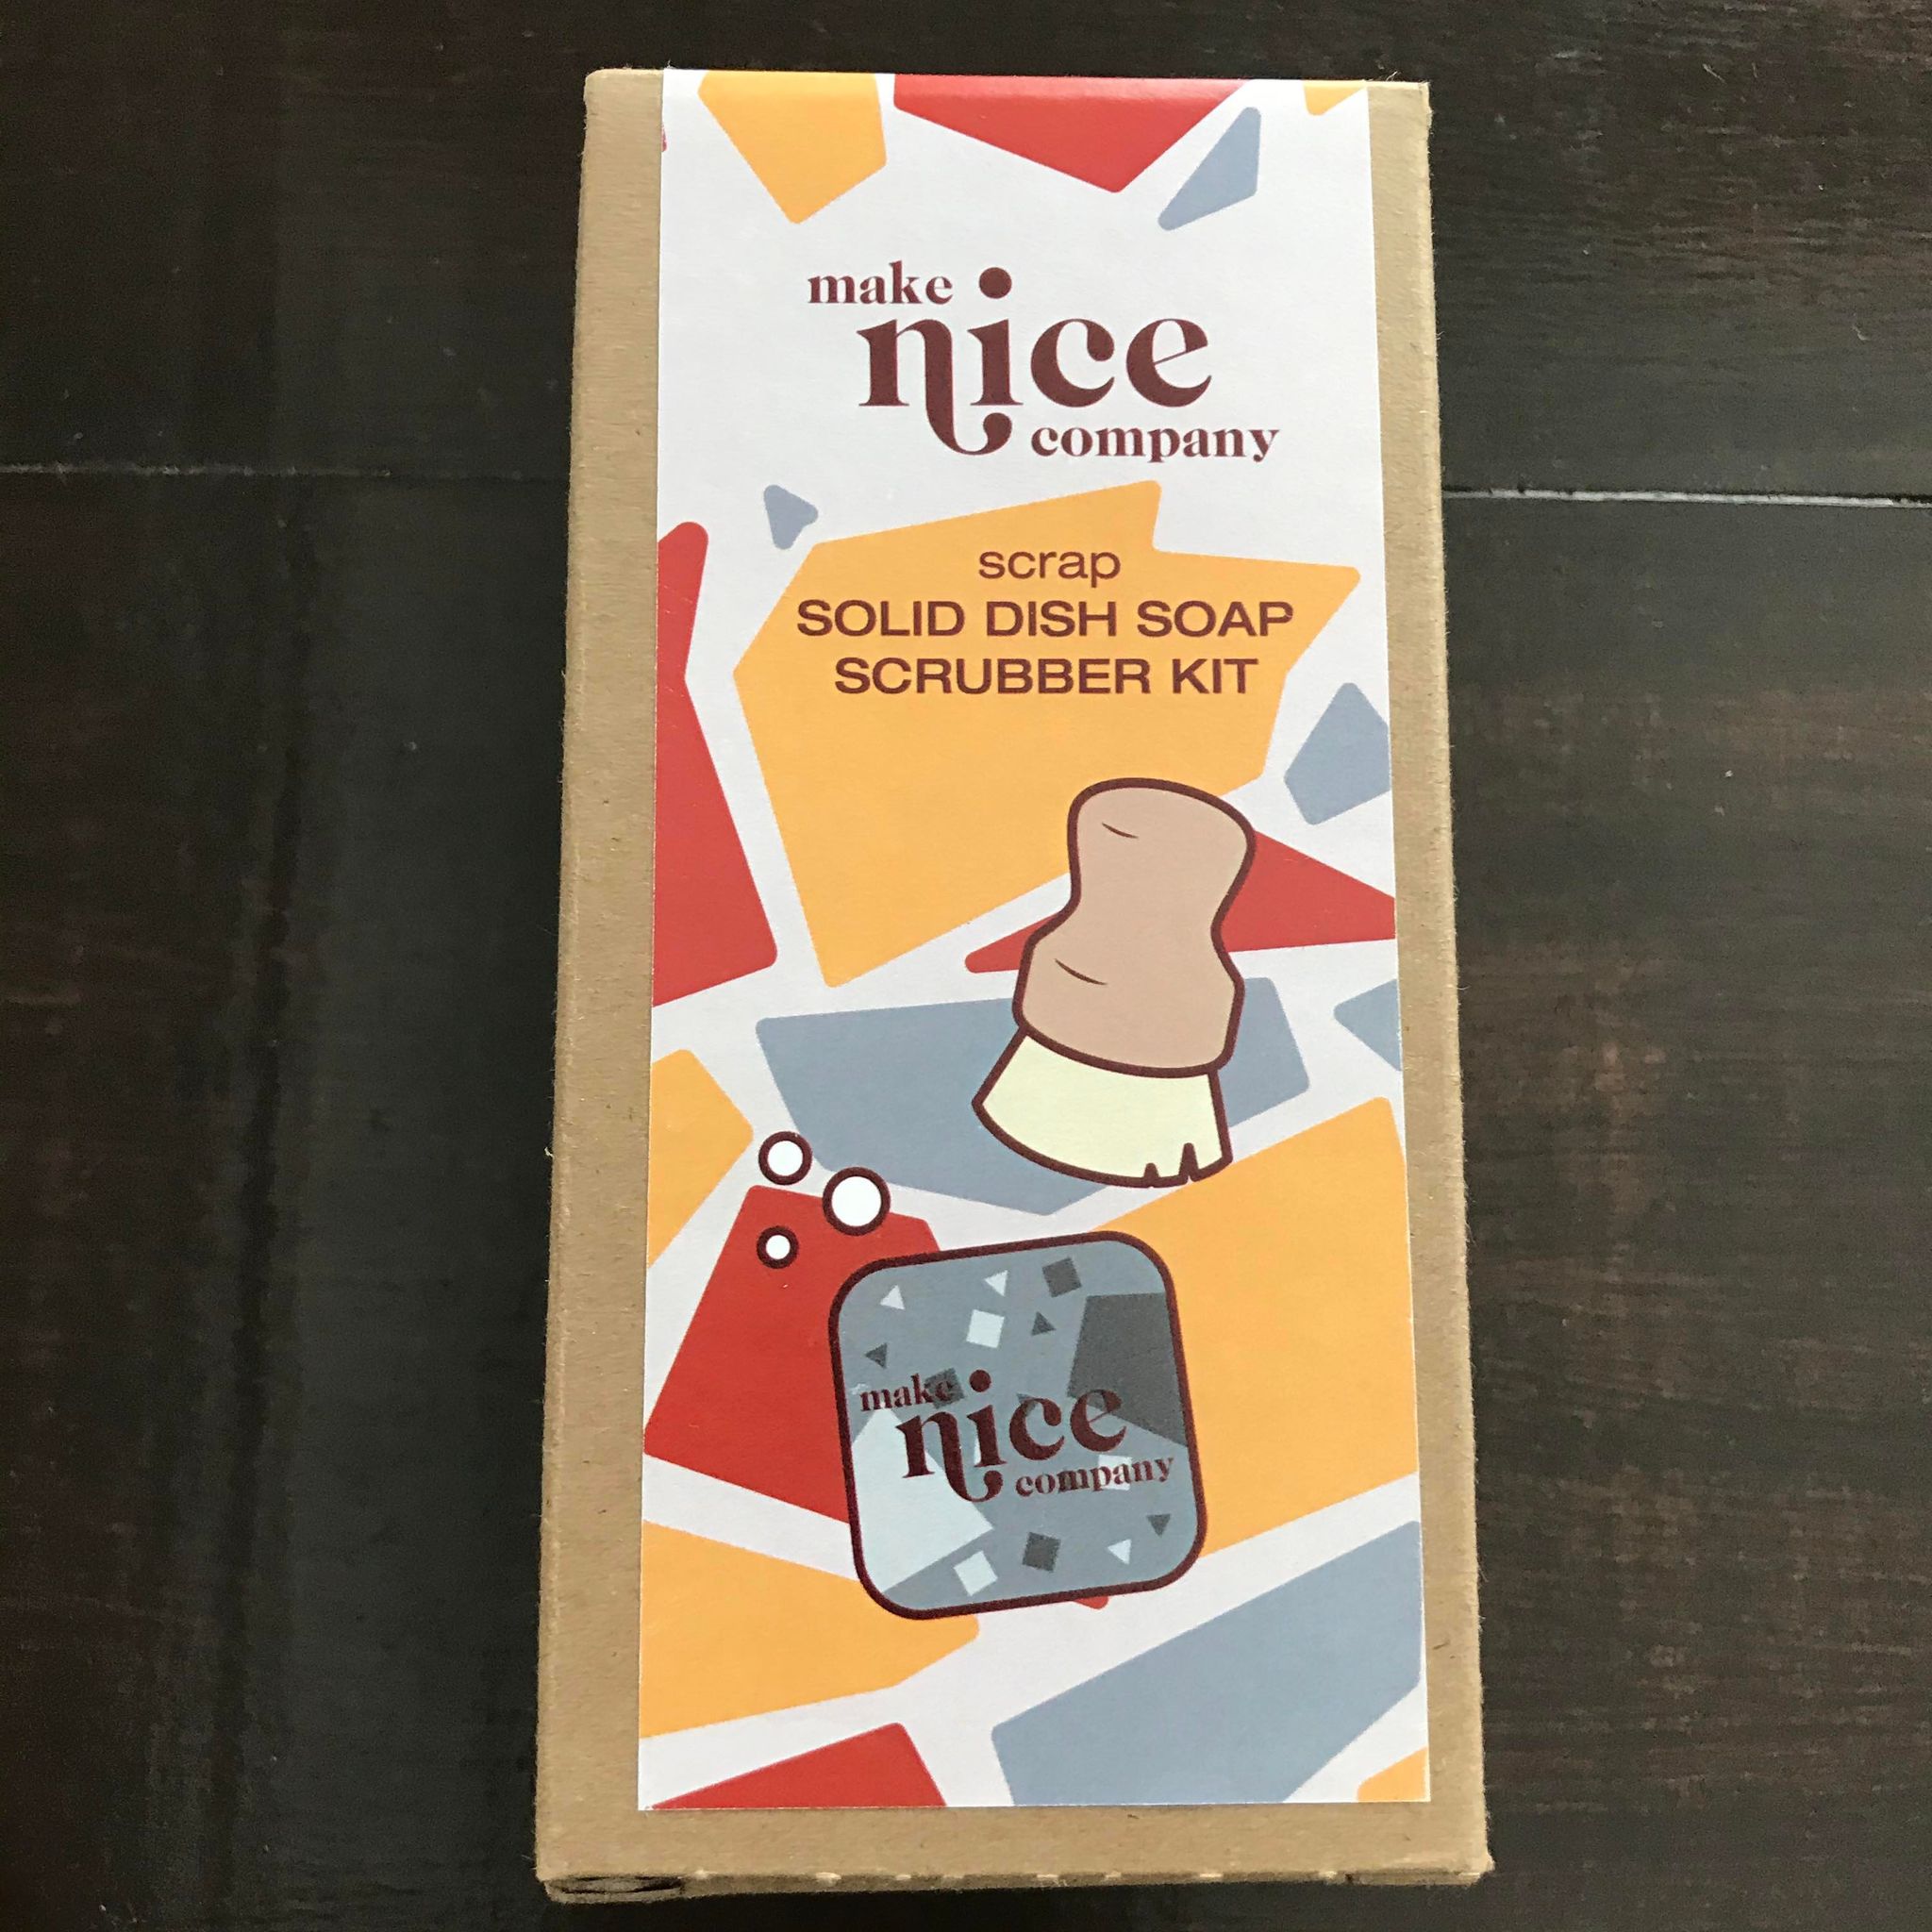 make
nice
company
scrap
SOLID DISH SOAP
SCRUBBER KIT
make
nice
company